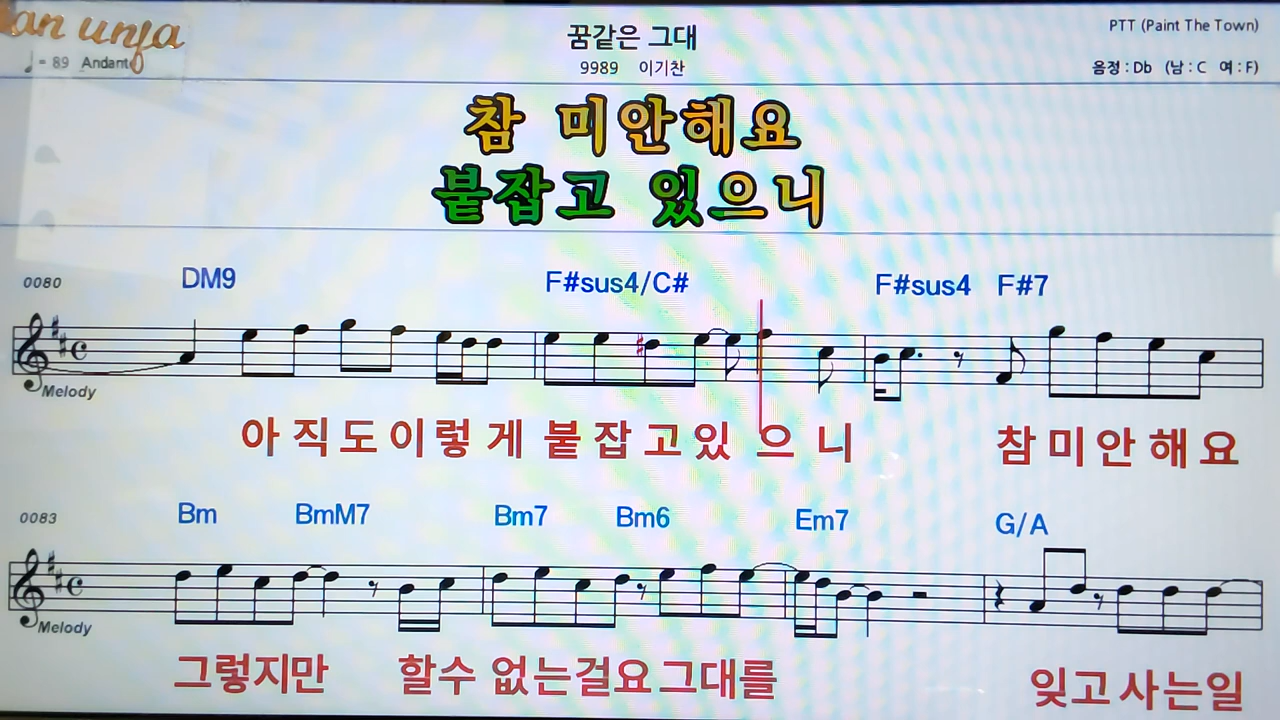 an unja
♩= 89 Andante
꿈같은 그대
9989 이기찬
PTT (Paint The Town)
음정 : Db (남 : C 여 : F)
참 미안해요
붙잡고 있으니
0080 DM9 F#sus4/C# F#sus4 F#7
Melody
아 직 도 이 렇 게 붙 잡 고 있 으 니 참 미 안 해 요
0083 Bm BmM7 Bm7 Bm6 Em7 G/A
Melody
그렇지만 할수 없는걸요 그대를 잊고 사는일